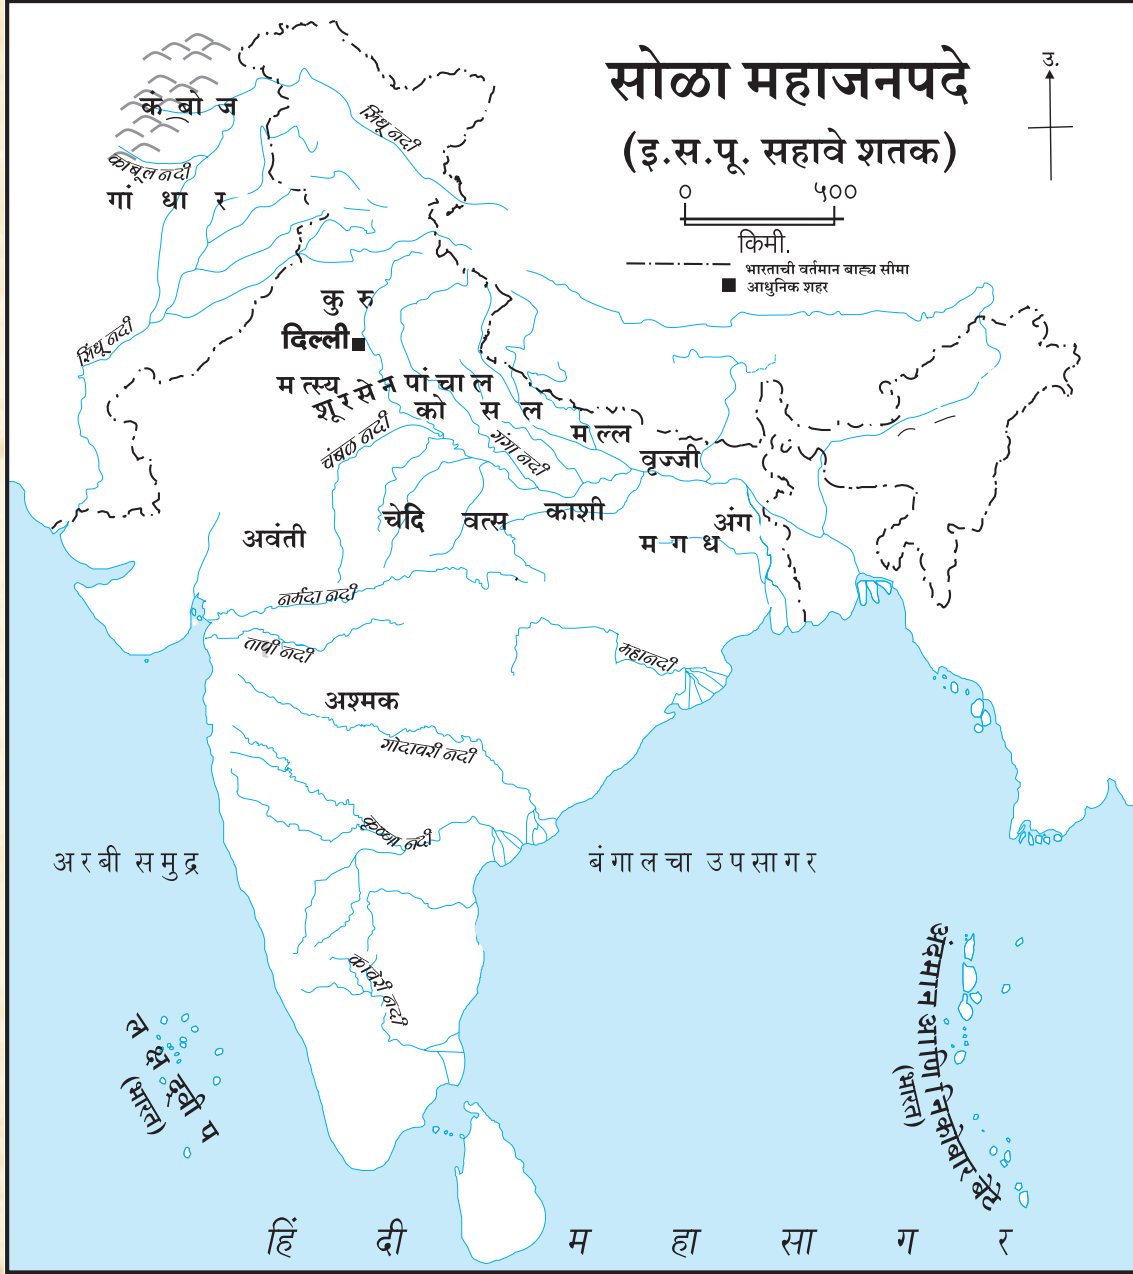 सोळा महाजनपदे
(इ.स.पू. सहावे शतक)
उ.
० ५००
किमी.
भारताची वर्तमान बाह्य सीमा
आधुनिक शहर
कंबोज
सिंधू नदी
काबूल नदी
गांधार
कुरु
दिल्ली
सिंधू नदी
मत्स्य
शूरसेन
पांचाल
कोसल
मल्ल
वृज्जी
चंबळ नदी
गंगा नदी
अवंती
चेदि
वत्स
काशी
अंग
मगध
नर्मदा नदी
तापी नदी
महानदी
अश्मक
गोदावरी नदी
कृष्णा नदी
अरबी समुद्र
बंगालचा उपसागर
कावेरी नदी
लक्षद्वीप
(भारत)
अंदमान आणि निकोबार बेटे
(भारत)
हिंदी महासागर